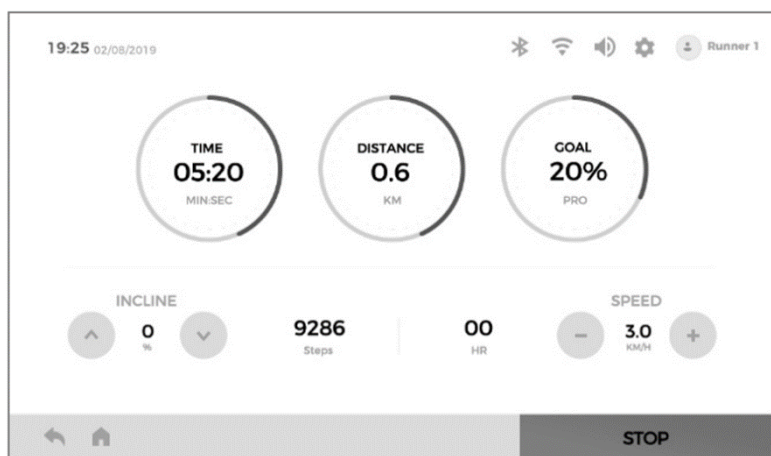 19:25 02/08/2019
Runner 1
TIME
05:20
MIN:SEC
DISTANCE
0.6
KM
GOAL
20%
PRO
INCLINE
0
%
9286
Steps
00
HR
SPEED
3.0
KM/H
STOP